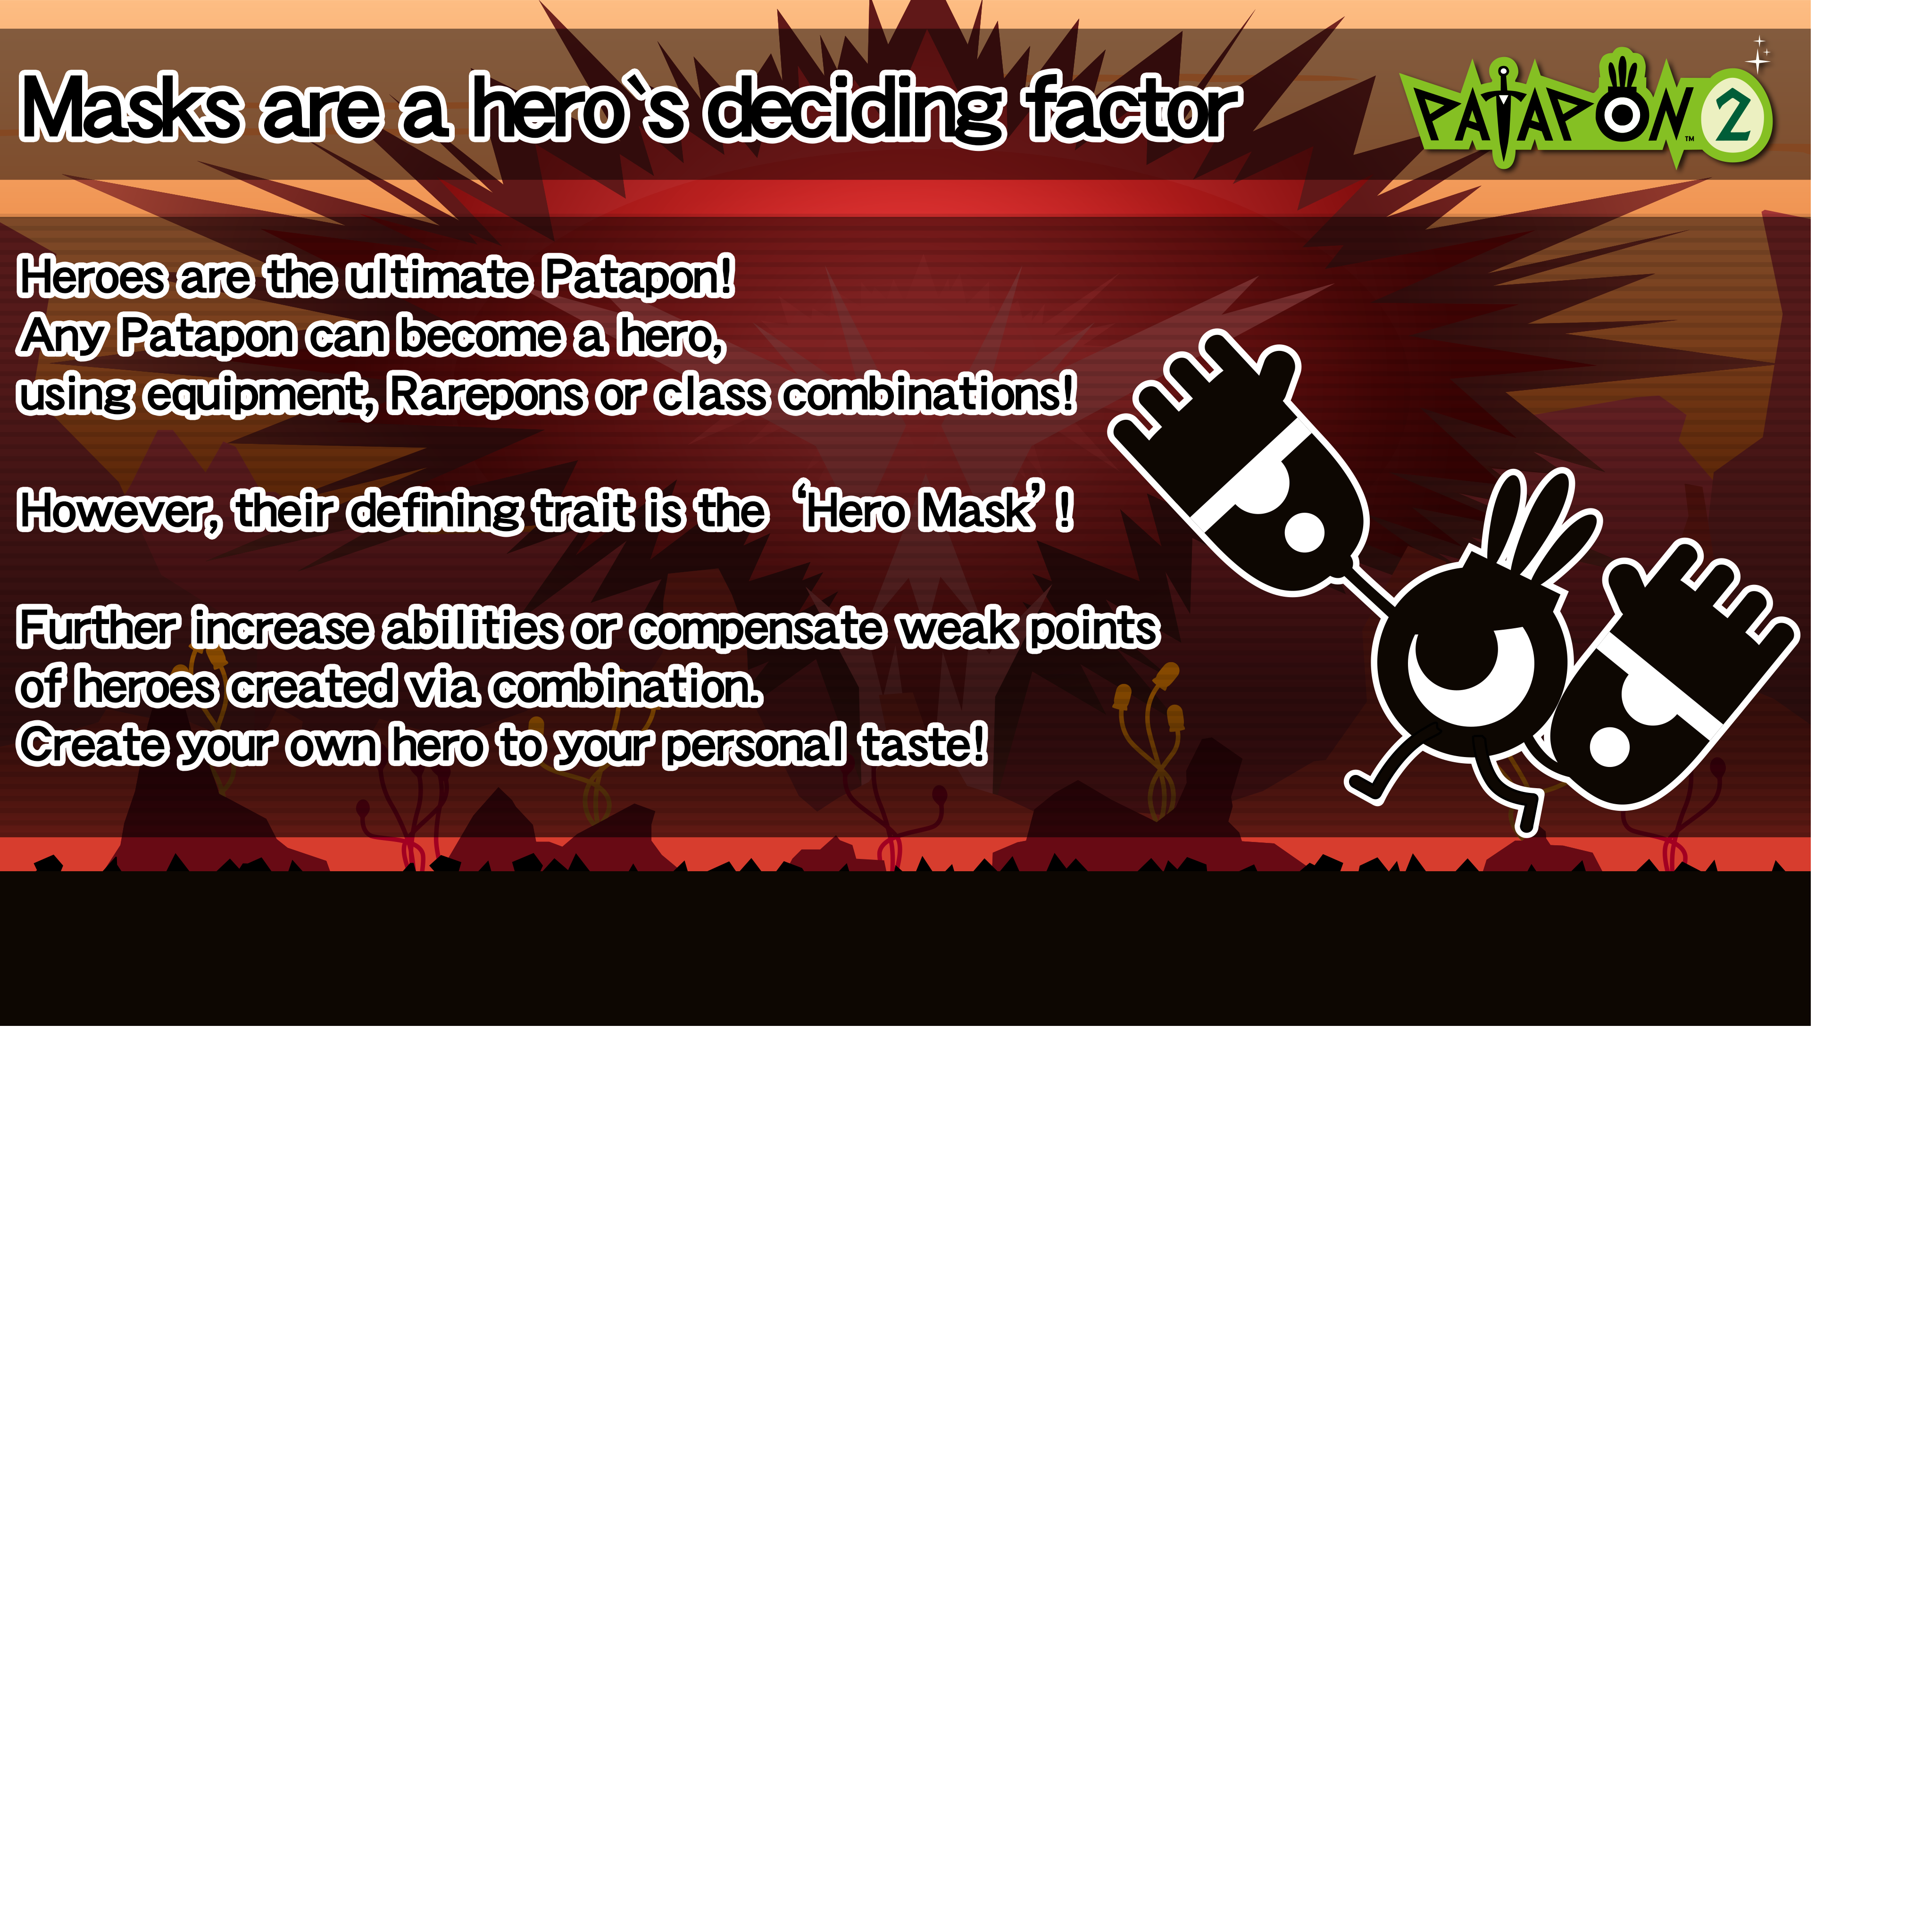 Masks are a hero`s deciding factor
PATAPON™ 2
Heroes are the ultimate Patapon!
Any Patapon can become a hero,
using equipment, Rarepons or class combinations!
However, their defining trait is the ‘Hero Mask’!
Further increase abilities or compensate weak points
of heroes created via combination.
Create your own hero to your personal taste!